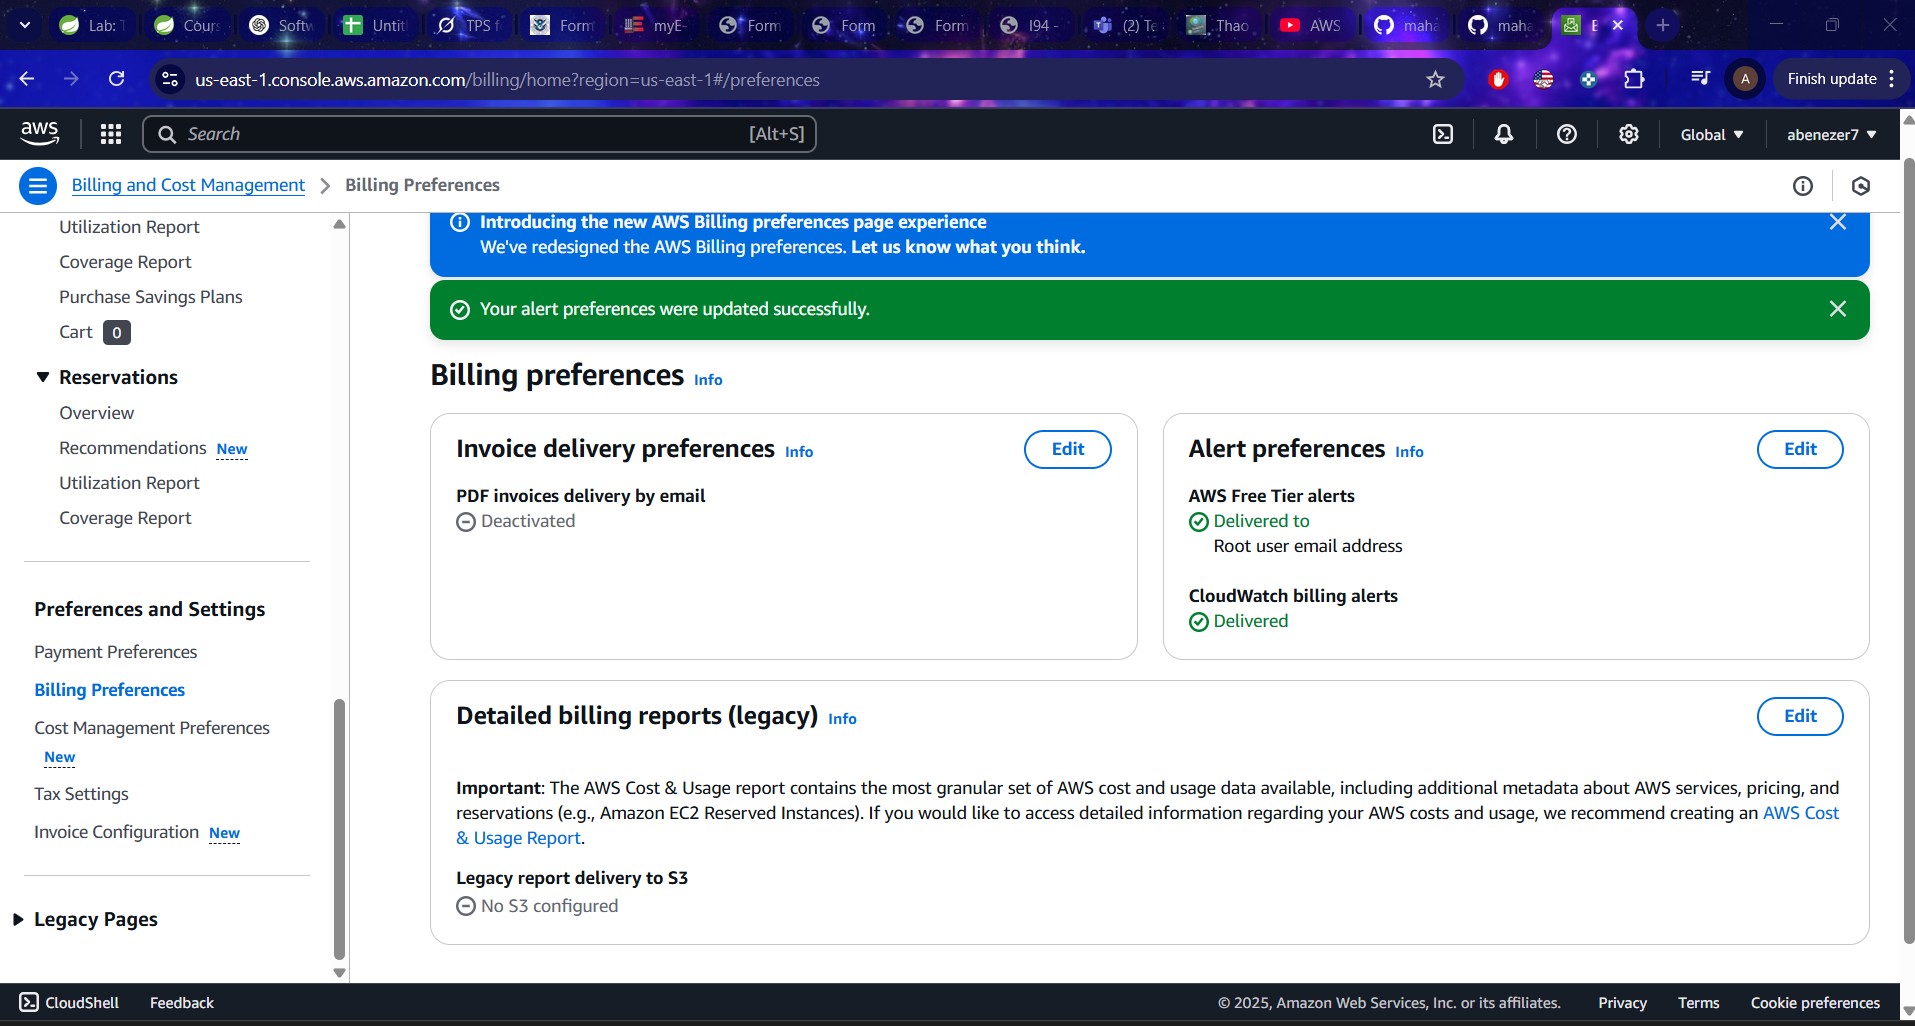 Lab: T
Cours
Softw
Untit
TPS f
Form
myE-
Form
Form
Form
I94 -
(2) Te
Thao
AWS
maha
maha
us-east-1.console.aws.amazon.com/billing/home?region=us-east-1#/preferences
A
Finish update
aws
Search
[Alt+S]
Global
abenezer7
Billing and Cost Management > Billing Preferences
Utilization Report
Coverage Report
Purchase Savings Plans
Cart 0
Reservations
Overview
Recommendations New
Utilization Report
Coverage Report
Preferences and Settings
Payment Preferences
Billing Preferences
Cost Management Preferences
New
Tax Settings
Invoice Configuration New
Legacy Pages
Introducing the new AWS Billing preferences page experience
We've redesigned the AWS Billing preferences. Let us know what you think.
Your alert preferences were updated successfully.
Billing preferences Info
Invoice delivery preferences Info
Edit
PDF invoices delivery by email
Deactivated
Alert preferences Info
Edit
AWS Free Tier alerts
Delivered to
Root user email address
CloudWatch billing alerts
Delivered
Detailed billing reports (legacy) Info
Edit
Important: The AWS Cost & Usage report contains the most granular set of AWS cost and usage data available, including additional metadata about AWS services, pricing, and
reservations (e.g., Amazon EC2 Reserved Instances). If you would like to access detailed information regarding your AWS costs and usage, we recommend creating an AWS Cost
& Usage Report.
Legacy report delivery to S3
No S3 configured
CloudShell
Feedback
© 2025, Amazon Web Services, Inc. or its affiliates.
Privacy
Terms
Cookie preferences